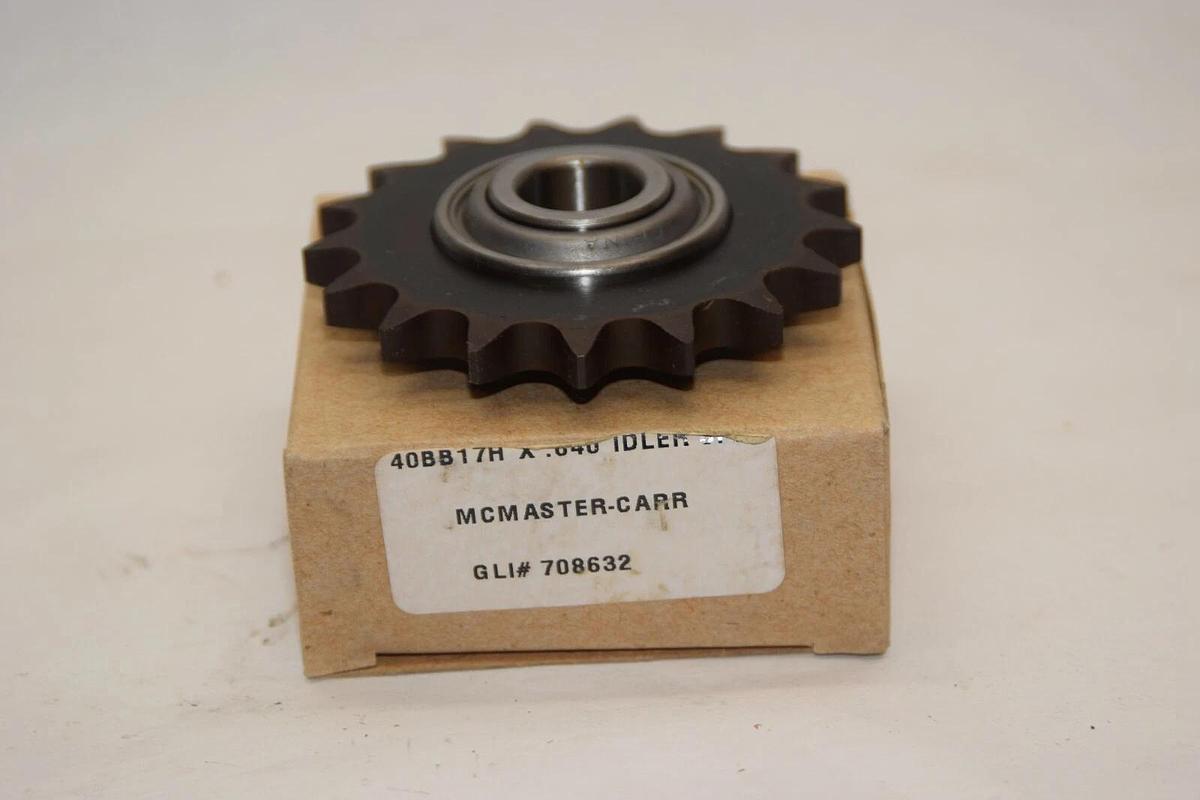 40BB17H X .640 IDLER
MCMASTER-CARR
GLI# 708632